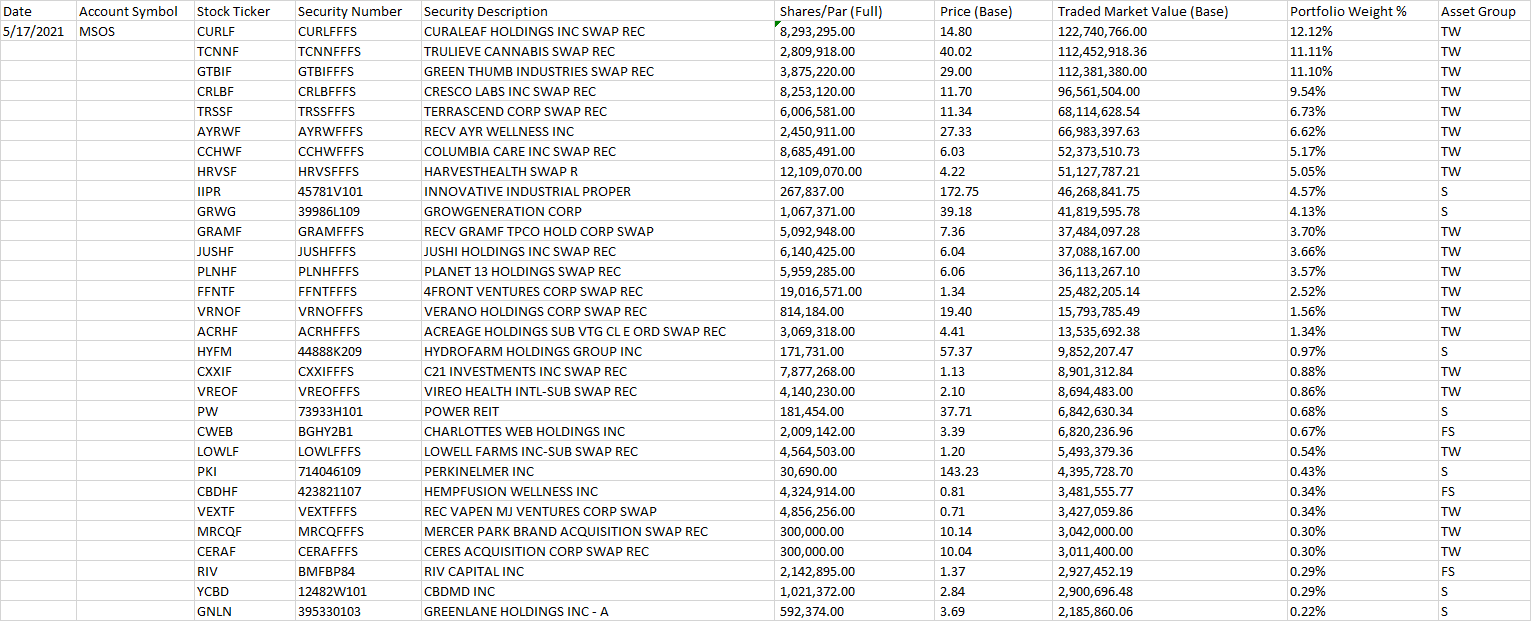 Date Account Symbol Stock Ticker Security Number Security Description Shares/Par (Full) Price (Base) Traded Market Value (Base) Portfolio Weight % Asset Group
5/17/2021 MSOS CURLF CURLFFFS CURALEAF HOLDINGS INC SWAP REC 8,293,295.00 14.80 122,740,766.00 12.12% TW
TCNNF TCNNFFFS TRULIEVE CANNABIS SWAP REC 2,809,918.00 40.02 112,452,918.36 11.11% TW
GTBIF GTBIFFFS GREEN THUMB INDUSTRIES SWAP REC 3,875,220.00 29.00 112,381,380.00 11.10% TW
CRLBF CRLBFFFS CRESCO LABS INC SWAP REC 8,253,120.00 11.70 96,561,504.00 9.54% TW
TRSSF TRSSFFFS TERRASCEND CORP SWAP REC 6,006,581.00 11.34 68,114,628.54 6.73% TW
AYRWF AYRWFFFS RECV AYR WELLNESS INC 2,450,911.00 27.33 66,983,397.63 6.62% TW
CCHWF CCHWFFFS COLUMBIA CARE INC SWAP REC 8,685,491.00 6.03 52,373,510.73 5.17% TW
HRVSF HRVSFFFS HARVESTHEALTH SWAP R 12,109,070.00 4.22 51,127,787.21 5.05% TW
IIPR 45781V101 INNOVATIVE INDUSTRIAL PROPER 267,837.00 172.75 46,268,841.75 4.57% S
GRWG 39986L109 GROWGENERATION CORP 1,067,371.00 39.18 41,819,595.78 4.13% S
GRAMF GRAMFFFS RECV GRAMF TPCO HOLD CORP SWAP 5,092,948.00 7.36 37,484,097.28 3.70% TW
JUSHF JUSHFFFS JUSHI HOLDINGS INC SWAP REC 6,140,425.00 6.04 37,088,167.00 3.66% TW
PLNHF PLNHFFFS PLANET 13 HOLDINGS SWAP REC 5,959,285.00 6.06 36,113,267.10 3.57% TW
FFNTF FFNTFFFS 4FRONT VENTURES CORP SWAP REC 19,016,571.00 1.34 25,482,205.14 2.52% TW
VRNOF VRNOFFFS VERANO HOLDINGS CORP SWAP REC 814,184.00 19.40 15,793,785.49 1.56% TW
ACRHF ACRHFFFS ACREAGE HOLDINGS SUB VTG CL E ORD SWAP REC 3,069,318.00 4.41 13,535,692.38 1.34% TW
HYFM 44888K209 HYDROFARM HOLDINGS GROUP INC 171,731.00 57.37 9,852,207.47 0.97% S
CXXIF CXXIFFFS C21 INVESTMENTS INC SWAP REC 7,877,268.00 1.13 8,901,312.84 0.88% TW
VREOF VREOFFFS VIREO HEALTH INTL-SUB SWAP REC 4,140,230.00 2.10 8,694,483.00 0.86% TW
PW 73933H101 POWER REIT 181,454.00 37.71 6,842,630.34 0.68% S
CWEB BGHY2B1 CHARLOTTES WEB HOLDINGS INC 2,009,142.00 3.39 6,820,236.96 0.67% FS
LOWLF LOWLFFFS LOWELL FARMS INC-SUB SWAP REC 4,564,503.00 1.20 5,493,379.36 0.54% TW
PKI 714046109 PERKINELMER INC 30,690.00 143.23 4,395,728.70 0.43% S
CBDHF 423821107 HEMPFUSION WELLNESS INC 4,324,914.00 0.81 3,481,555.77 0.34% FS
VEXTF VEXTFFFS REC VAPEN MJ VENTURES CORP SWAP 4,856,256.00 0.71 3,427,059.86 0.34% TW
MRCQF MRCQFFFS MERCER PARK BRAND ACQUISITION SWAP REC 300,000.00 10.14 3,042,000.00 0.30% TW
CERAF CERAFFFS CERES ACQUISITION CORP SWAP REC 300,000.00 10.04 3,011,400.00 0.30% TW
RIV BMFBP84 RIV CAPITAL INC 2,142,895.00 1.37 2,927,452.19 0.29% FS
YCBD 12482W101 CBDMD INC 1,021,372.00 2.84 2,900,696.48 0.29% S
GNLN 395330103 GREENLANE HOLDINGS INC - A 592,374.00 3.69 2,185,860.06 0.22% S